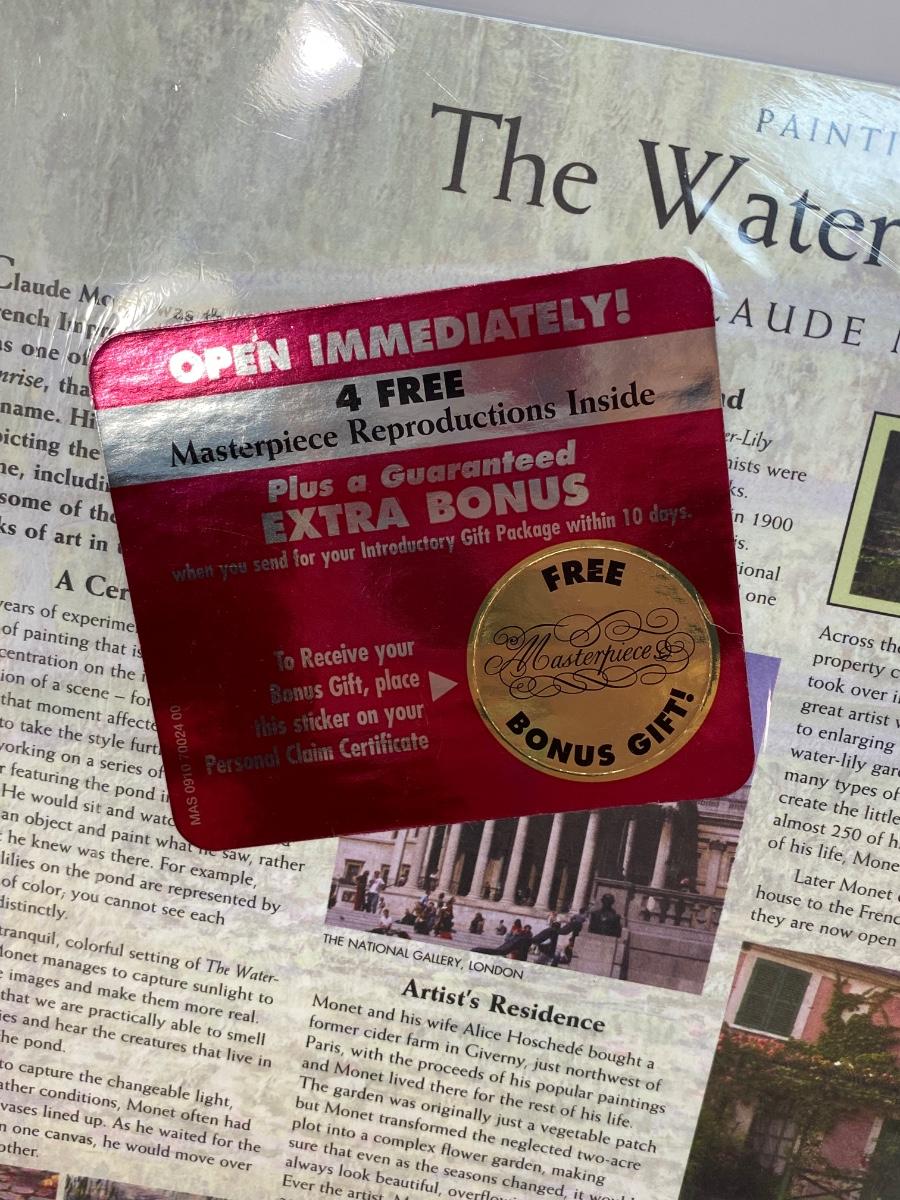 PAINTI
The Water
LAUDE M
Claude Mo
rench Impr
as one of
nrise, tha
name. Hi
picting the
ne, includi
some of the
ks of art in
A Cer
years of experime
of painting that is
centration on the
ion of a scene – for
that moment affecte
to take the style furt
working on a series of
r featuring the pond i
He would sit and watc
an object and paint what he saw, rather
t he knew was there. For example,
lilies on the pond are represented by
of color; you cannot see each
distinctly.
tranquil, colorful setting of The Water-
Monet manages to capture sunlight to
e images and make them more real.
that we are practically able to smell
ies and hear the creatures that live in
he pond.
to capture the changeable light,
ather conditions, Monet often had
vases lined up. As he waited for the
n one canvas, he would move over
other.
OPEN IMMEDIATELY!
4 FREE
Masterpiece Reproductions Inside
Plus a Guaranteed
EXTRA BONUS
when you send for your Introductory Gift Package within 10 days.
To Receive your
Bonus Gift, place
this sticker on your
Personal Claim Certificate
MAS 0910 70024 00
FREE
Masterpiece
BONUS GIFT!
THE NATIONAL GALLERY, LONDON
Artist's Residence
Monet and his wife Alice Hoschedé bought a
former cider farm in Giverny, just northwest of
Paris, with the proceeds of his popular paintings
and Monet lived there for the rest of his life.
The garden was originally just a vegetable patch
but Monet transformed the neglected two-acre
plot into a complex flower garden, making
sure that even as the seasons changed, it would
always look beautiful, overflow
Ever the artist, M
nd
er-Lily
nists were
ks.
in 1900
is.
tional
one
Across the
property c
took over i
great artist w
to enlarging
water-lily gar
many types of
create the little
almost 250 of h
of his life, Mone
Later Monet
house to the Frenc
they are now open